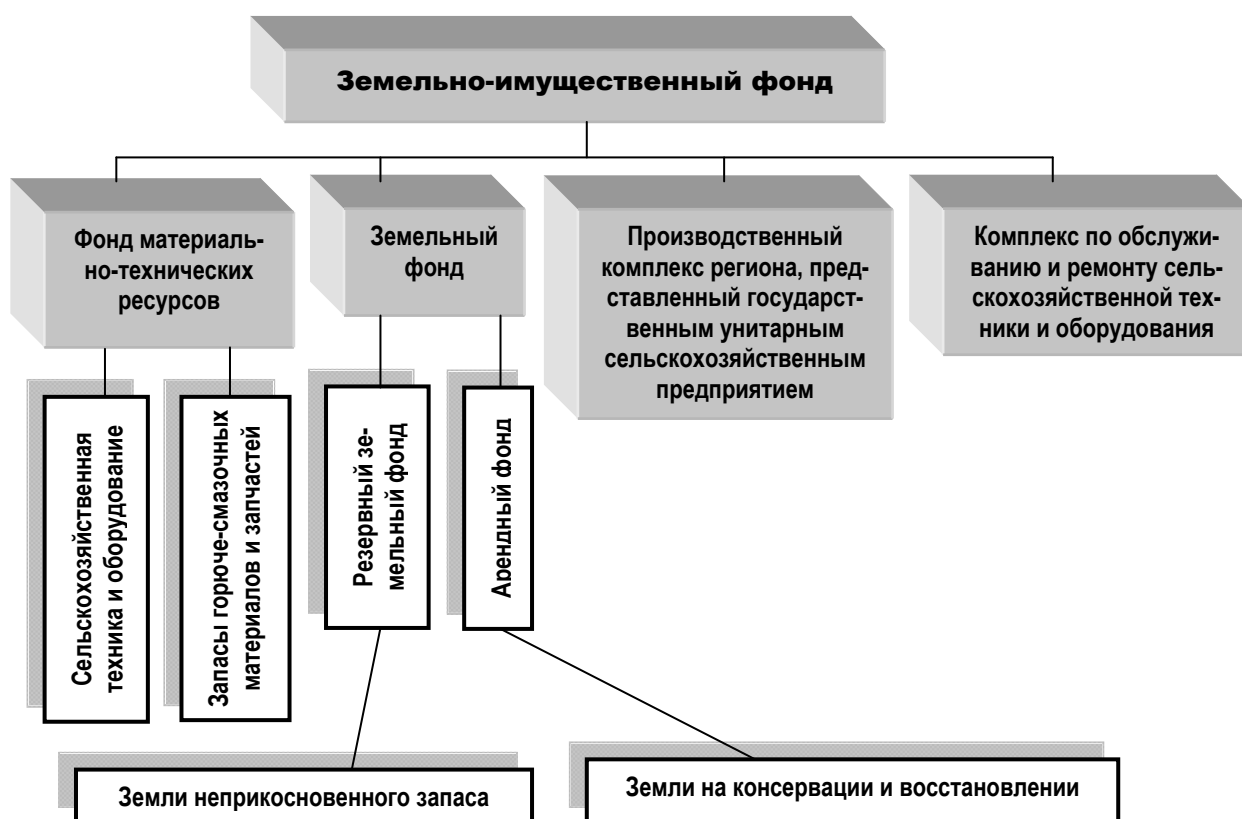 Земельно-имущественный фонд
Фонд материаль-
но-технических
ресурсов
Земельный
фонд
Производственный
комплекс региона, пред-
ставленный государст-
венным унитарным
сельскохозяйственным
предприятием
Комплекс по обслужи-
ванию и ремонту сель-
скохозяйственной тех-
ники и оборудования
Сельскохозяйственная
техника и оборудование
Запасы горюче-смазочных
материалов и запчастей
Резервный зе-
мельный фонд
Арендный фонд
Земли неприкосновенного запаса
Земли на консервации и восстановлении